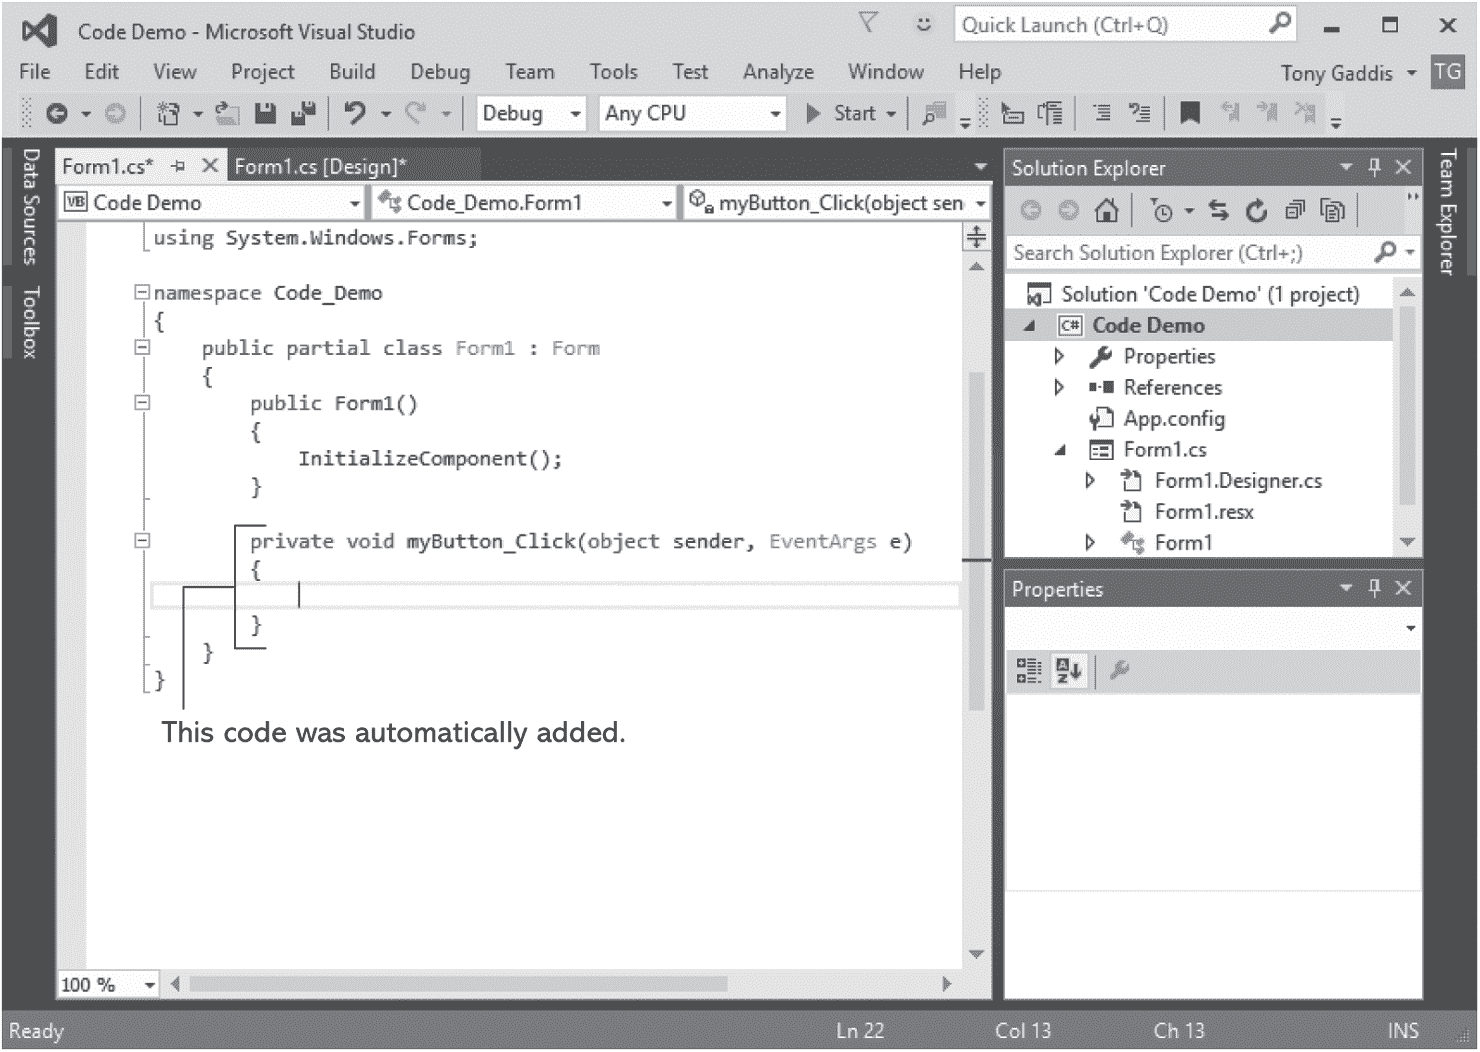 Code Demo - Microsoft Visual Studio
Quick Launch (Ctrl+Q)
File Edit View Project Build Debug Team Tools Test Analyze Window Help
Tony Gaddis TG
Debug Any CPU Start
Data Sources
Toolbox
Form1.cs* Form1.cs [Design]*
VB Code Demo Code_Demo.Form1 myButton_Click(object sen
using System.Windows.Forms;
namespace Code_Demo
{
public partial class Form1 : Form
{
public Form1()
{
InitializeComponent();
}
private void myButton_Click(object sender, EventArgs e)
{
}
}
}
This code was automatically added.
100 %
Solution Explorer
Search Solution Explorer (Ctrl+;)
Solution 'Code Demo' (1 project)
C# Code Demo
Properties
References
App.config
Form1.cs
Form1.Designer.cs
Form1.resx
Form1
Properties
AZ
Team Explorer
Ready Ln 22 Col 13 Ch 13 INS